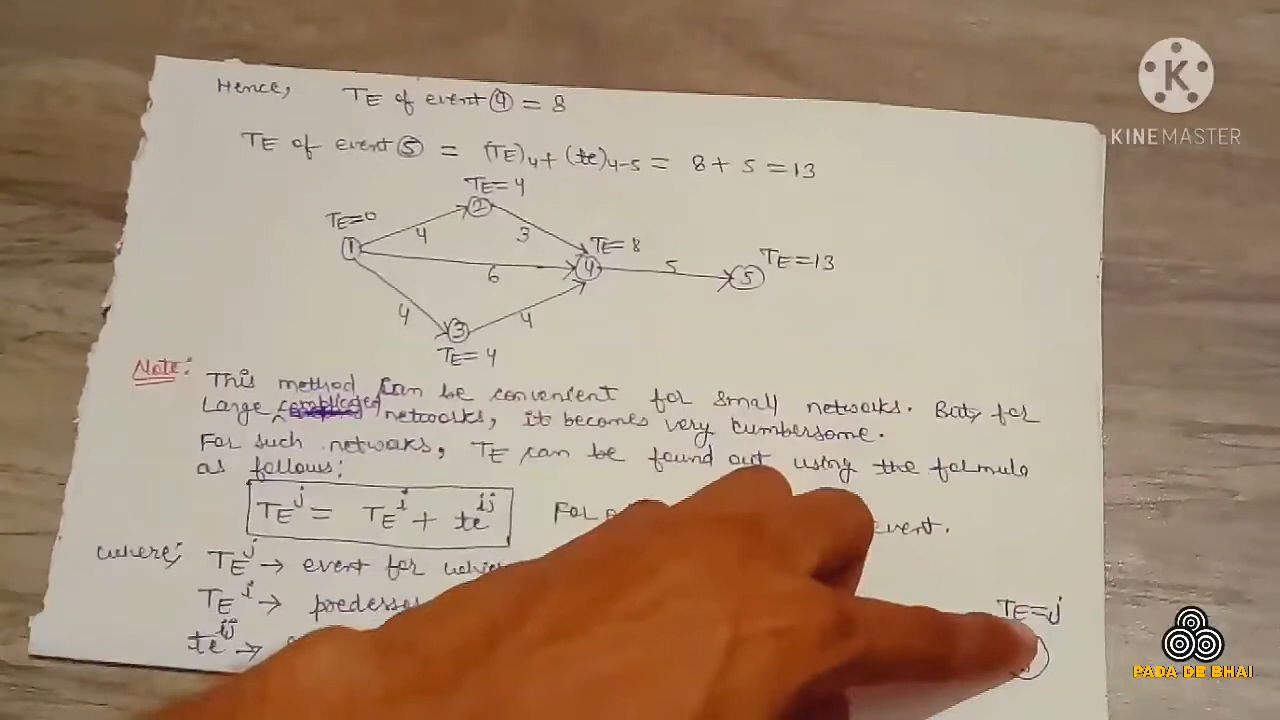 Hence, TE of event ④ = 8
TE of event ⑤ = (TE)4 + (te)4-5 = 8 + 5 = 13
TE=4
TE=0
②
①
4
3
TE=8
④
TE=13
6
5
⑤
4
③
4
TE=4
Note:
This method can be convenient for small networks. But, for
Large complicated networks, it becomes very cumbersome.
For such networks, TE can be found out using the formula
as follows:
TE^j = TE^i + te^ij For event.
where; TE^j → event for
TE^i →
te^ij →
TE=j
KINEMASTER
PADA DE BHAI